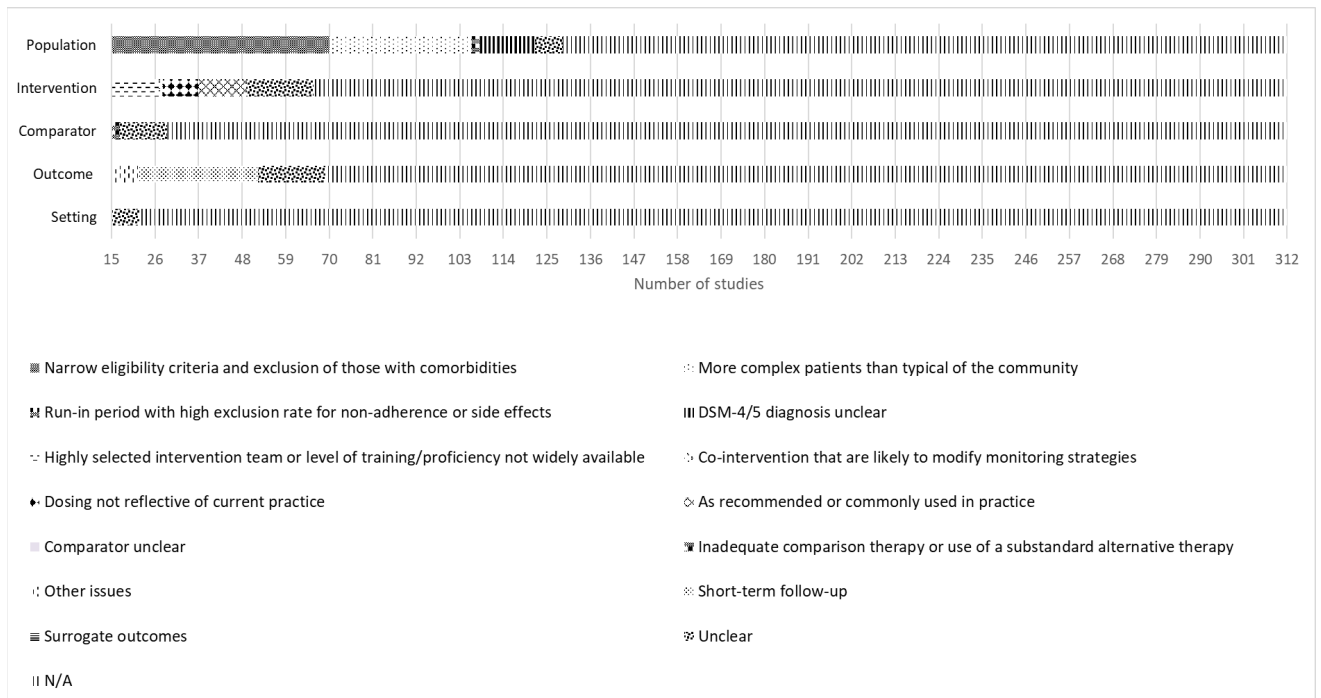 Population
Intervention
Comparator
Outcome
Setting
15 26 37 48 59 70 81 92 103 114 125 136 147 158 169 180 191 202 213 224 235 246 257 268 279 290 301 312
Number of studies
Narrow eligibility criteria and exclusion of those with comorbidities
More complex patients than typical of the community
Run-in period with high exclusion rate for non-adherence or side effects
DSM-4/5 diagnosis unclear
Highly selected intervention team or level of training/proficiency not widely available
Co-intervention that are likely to modify monitoring strategies
Dosing not reflective of current practice
As recommended or commonly used in practice
Comparator unclear
Inadequate comparison therapy or use of a substandard alternative therapy
Other issues
Short-term follow-up
Surrogate outcomes
Unclear
N/A